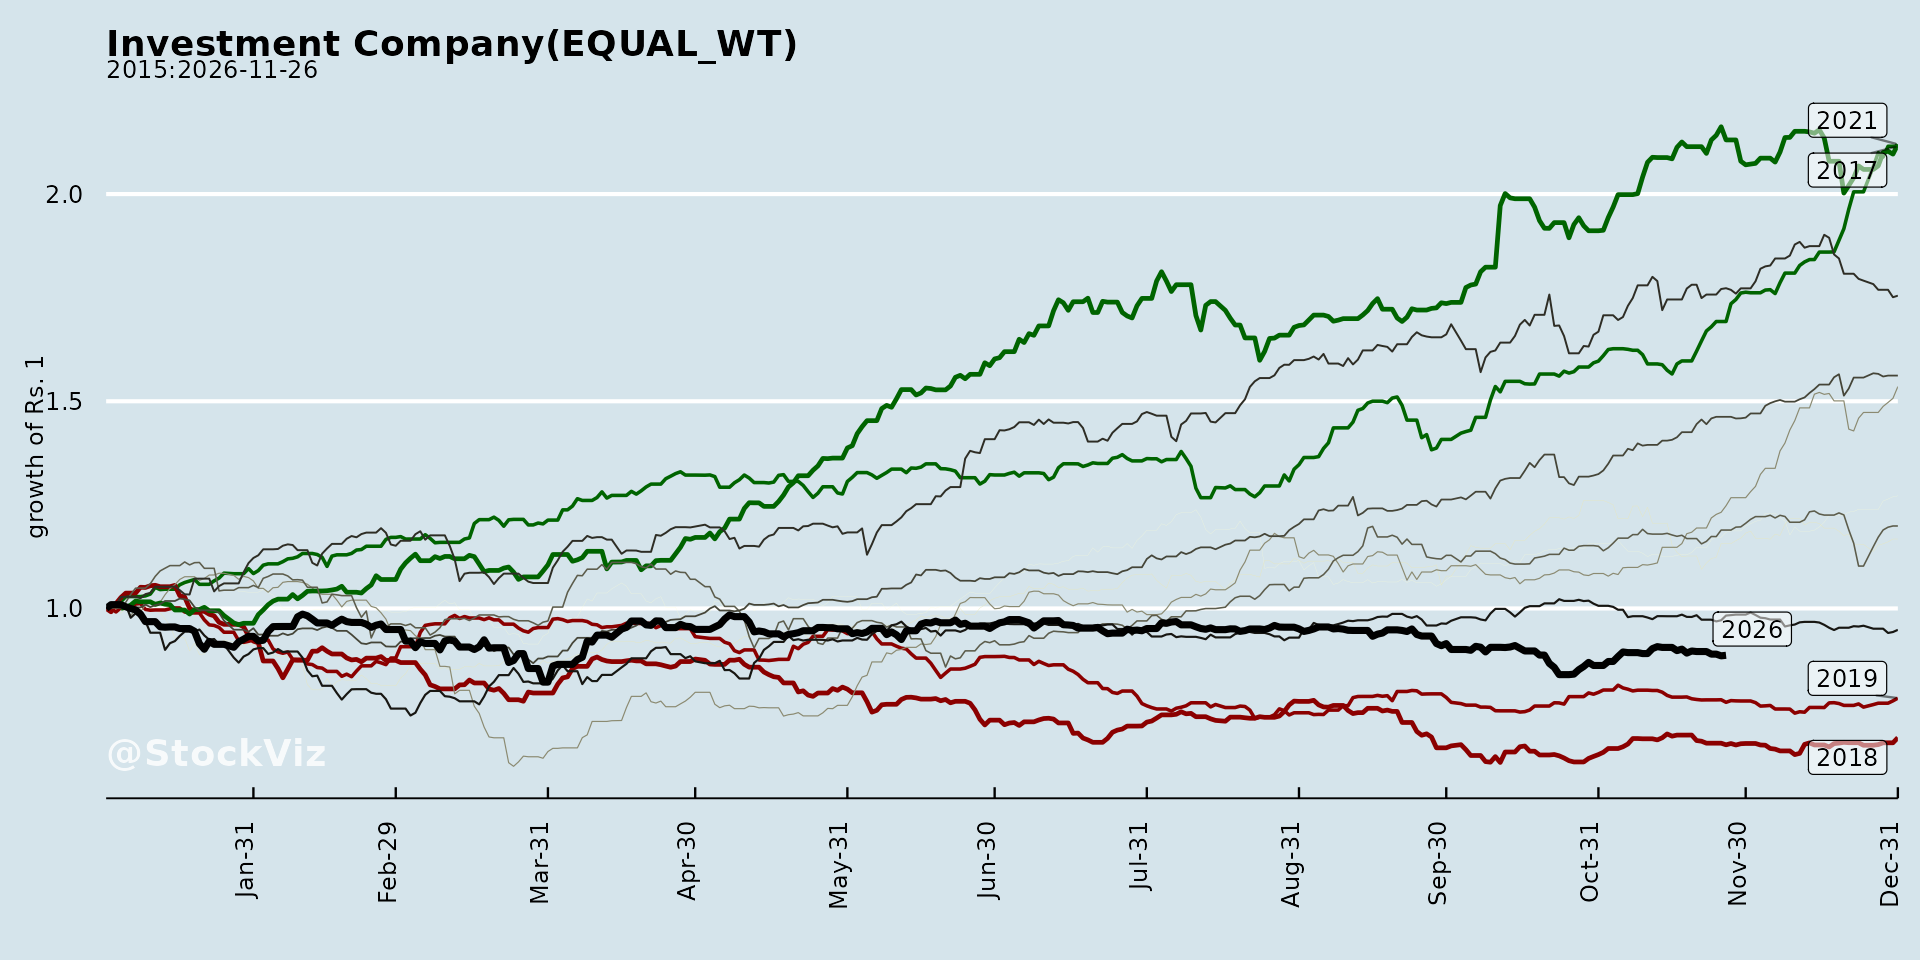 Investment Company(EQUAL_WT)
2015:2026-11-26
growth of Rs. 1
2.0
1.5
1.0
2021
2017
2026
2019
2018
@StockViz
Jan-31
Feb-29
Mar-31
Apr-30
May-31
Jun-30
Jul-31
Aug-31
Sep-30
Oct-31
Nov-30
Dec-31